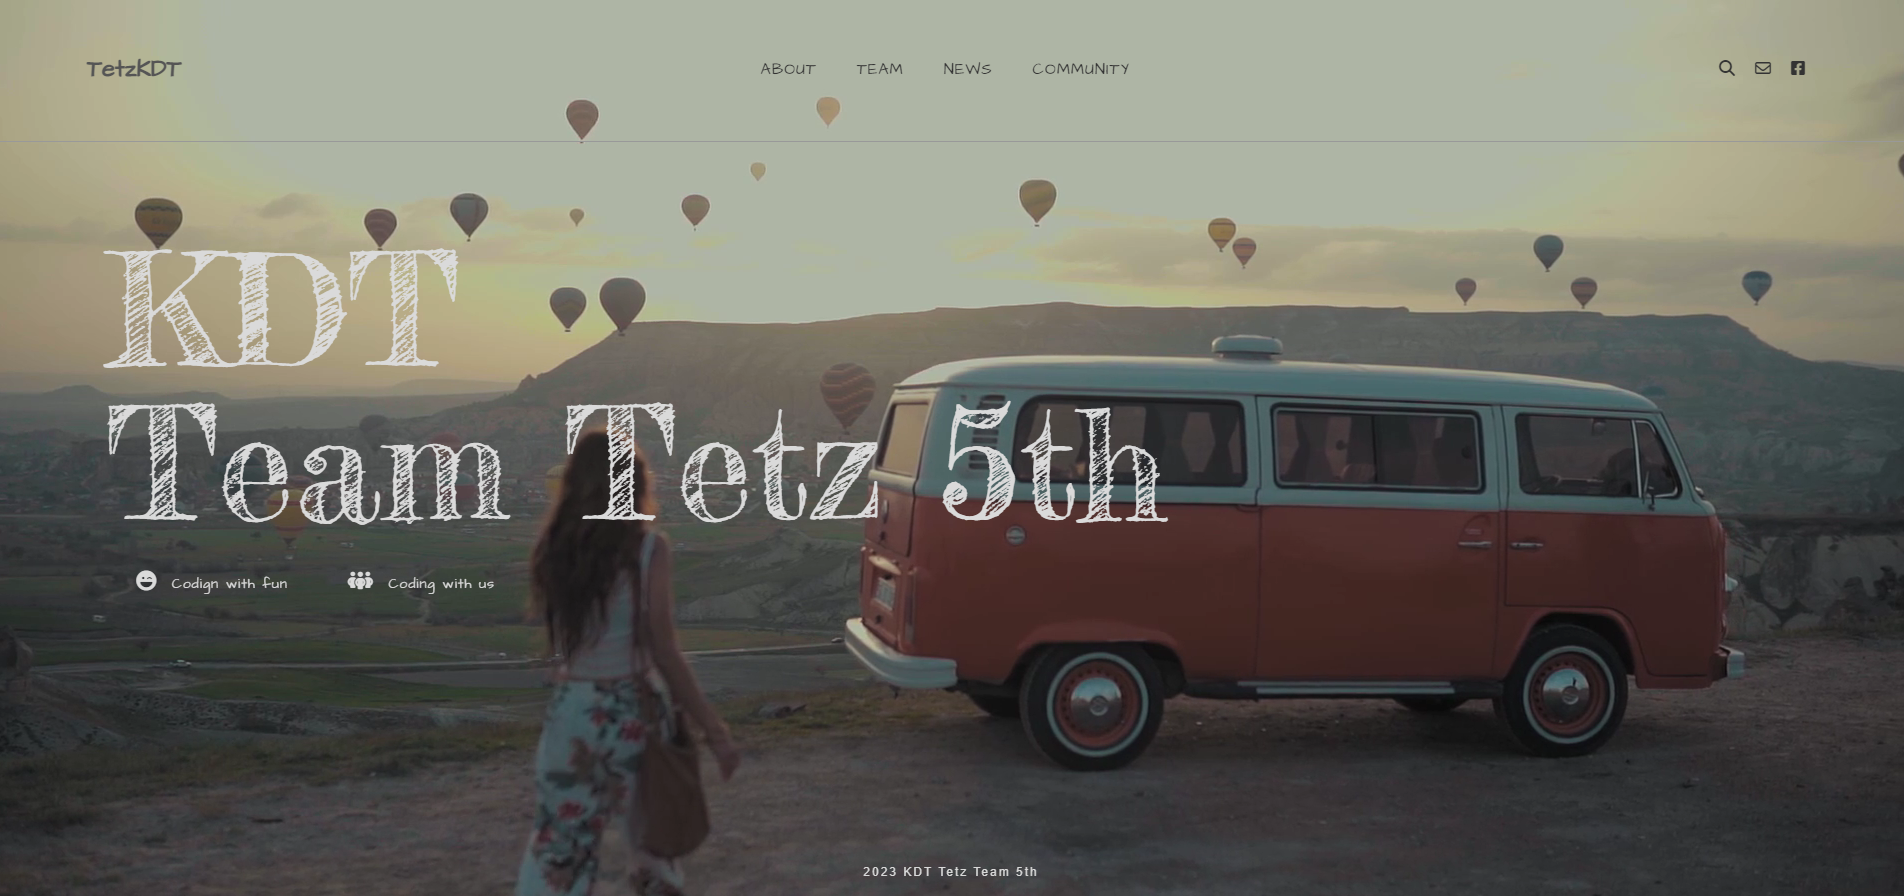 TetzKDT
ABOUT TEAM NEWS COMMUNITY
KDT
Team Tetz 5th
Codign with fun Coding with us
2023 KDT Tetz Team 5th